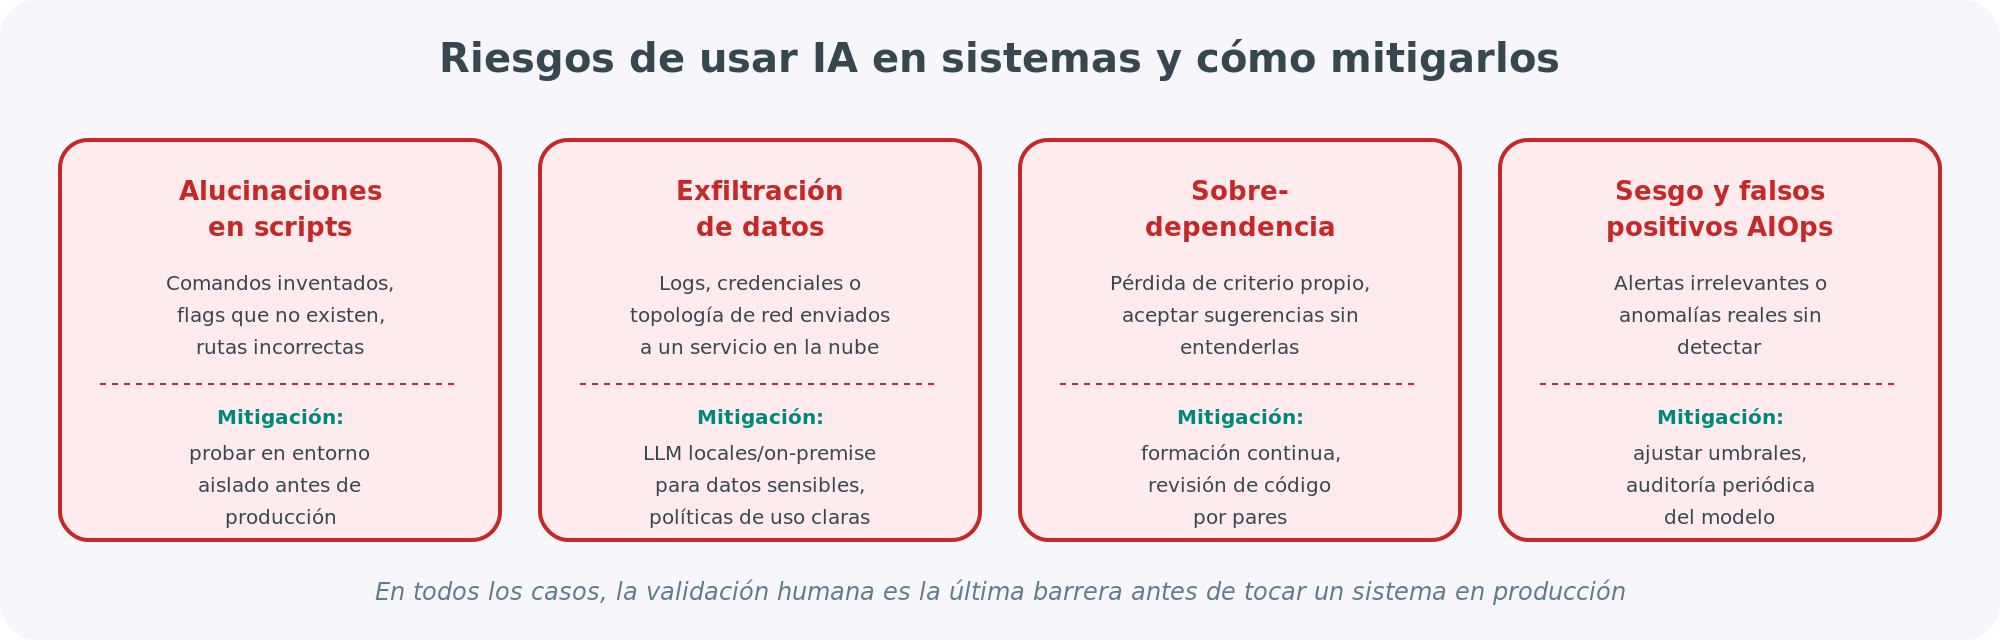 Riesgos de usar IA en sistemas y cómo mitigarlos
Alucinaciones
en scripts
Comandos inventados,
flags que no existen,
rutas incorrectas
Mitigación:
probar en entorno
aislado antes de
producción
Exfiltración
de datos
Logs, credenciales o
topología de red enviados
a un servicio en la nube
Mitigación:
LLM locales/on-premise
para datos sensibles,
políticas de uso claras
Sobre-
dependencia
Pérdida de criterio propio,
aceptar sugerencias sin
entenderlas
Mitigación:
formación continua,
revisión de código
por pares
Sesgo y falsos
positivos AIOps
Alertas irrelevantes o
anomalías reales sin
detectar
Mitigación:
ajustar umbrales,
auditoría periódica
del modelo
En todos los casos, la validación humana es la última barrera antes de tocar un sistema en producción